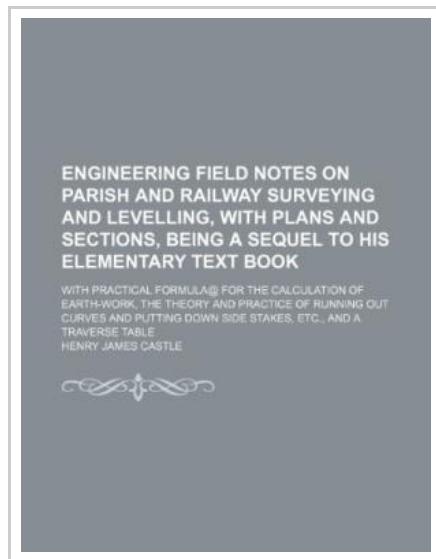 ENGINEERING FIELD NOTES ON
PARISH AND RAILWAY SURVEYING
AND LEVELLING, WITH PLANS AND
SECTIONS, BEING A SEQUEL TO HIS
ELEMENTARY TEXT BOOK
WITH PRACTICAL FORMULA@ FOR THE CALCULATION OF
EARTH-WORK, THE THEORY AND PRACTICE OF RUNNING OUT
CURVES AND PUTTING DOWN SIDE STAKES, ETC., AND A
TRAVERSE TABLE
HENRY JAMES CASTLE